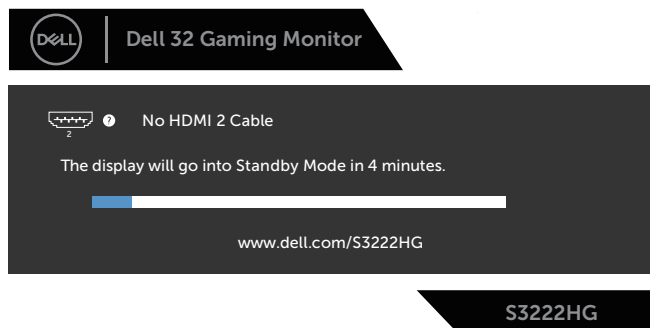 DELL
Dell 32 Gaming Monitor
? No HDMI 2 Cable
2
The display will go into Standby Mode in 4 minutes.
www.dell.com/S3222HG
S3222HG